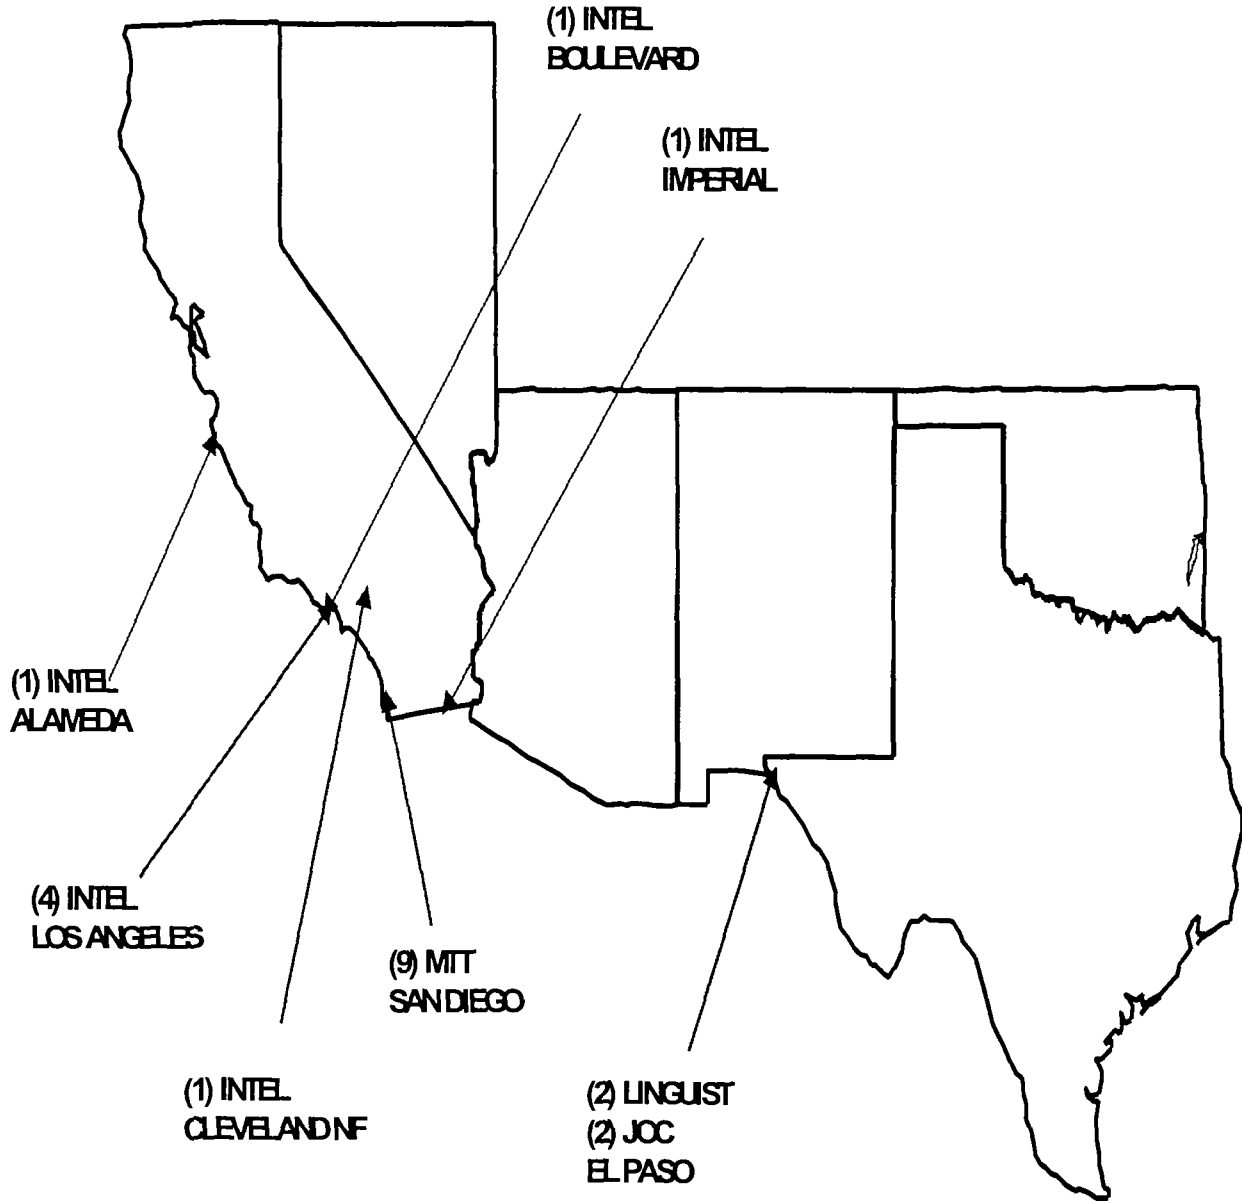 (1) INTEL
BOULEVARD
(1) INTEL
IMPERIAL
(1) INTEL
ALAMEDA
(4) INTEL
LOS ANGELES
(9) MTT
SAN DIEGO
(1) INTEL
CLEVELAND NF
(2) LINGUIST
(2) JOC
EL PASO